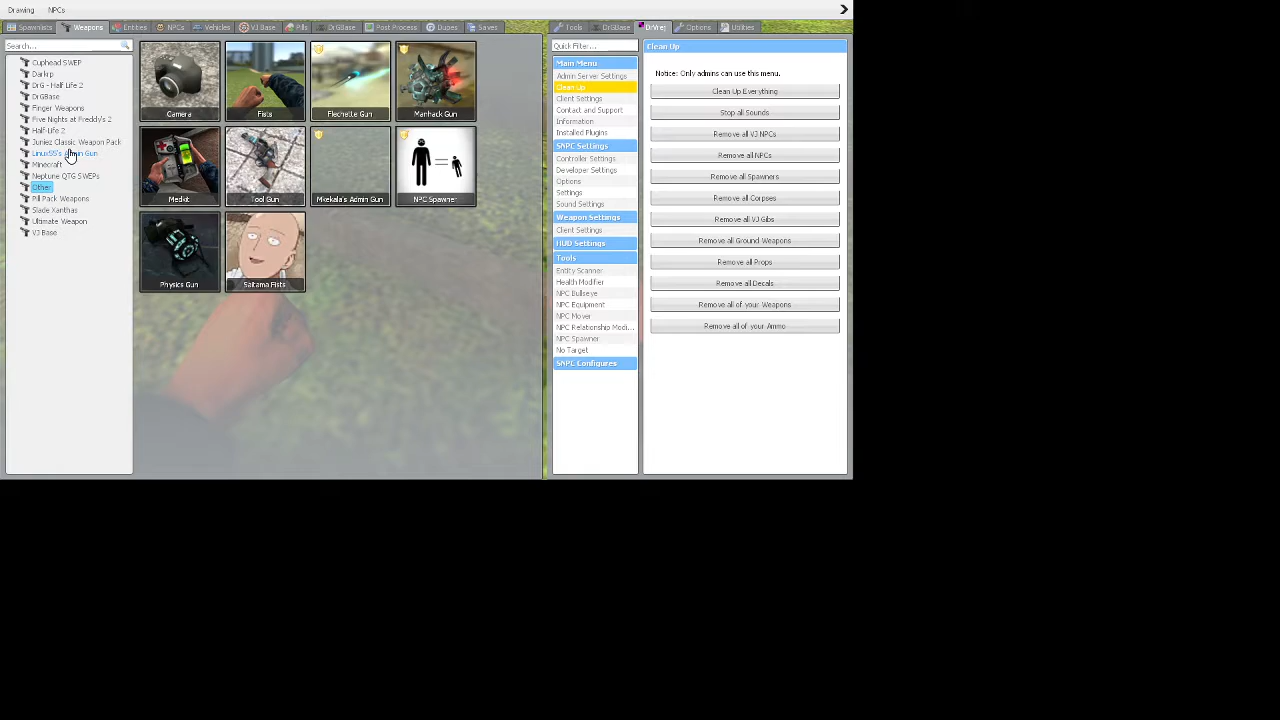 Drawing NPCs
Spawnlists Weapons Entities NPCs Vehicles VJ Base Pills DrGBase Post Process Dupes Saves
Tools DrGBase DrVrej Options Utilities
Search...
Cuphead SWEP
Darkrp
DrG - Half Life 2
DrGBase
Finger Weapons
Five Nights at Freddy's 2
Half-Life 2
Juniez Classic Weapon Pack
Linux55's Admin Gun
Minecraft
Neptune QTG SWEPs
Other
Pill Pack Weapons
Slade Xanthas
Ultimate Weapon
VJ Base
Camera
Fists
Flechette Gun
Manhack Gun
Medkit
Tool Gun
Mkekala's Admin Gun
NPC Spawner
Physics Gun
Saitama Fists
Quick Filter...
Main Menu
Admin Server Settings
Clean Up
Client Settings
Contact and Support
Information
Installed Plugins
SNPC Settings
Controller Settings
Developer Settings
Options
Settings
Sound Settings
Weapon Settings
Client Settings
HUD Settings
Tools
Entity Scanner
Health Modifier
NPC Bullseye
NPC Equipment
NPC Mover
NPC Relationship Modi...
NPC Spawner
No Target
SNPC Configures
Clean Up
Notice: Only admins can use this menu.
Clean Up Everything
Stop all Sounds
Remove all VJ NPCs
Remove all NPCs
Remove all Spawners
Remove all Corpses
Remove all VJ Gibs
Remove all Ground Weapons
Remove all Props
Remove all Decals
Remove all of your Weapons
Remove all of your Ammo